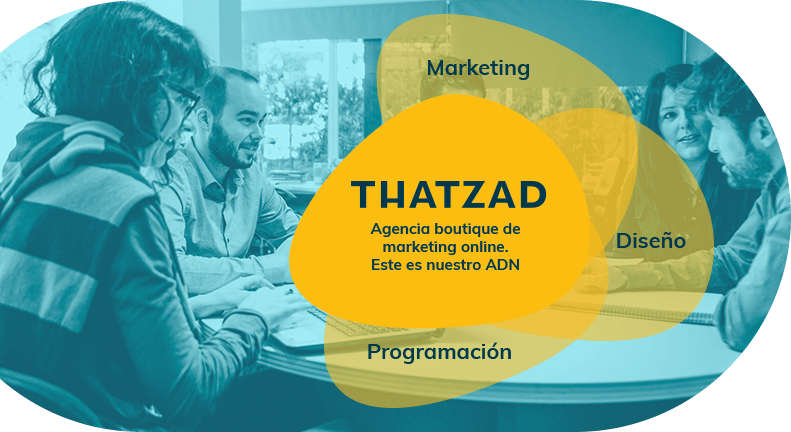 Marketing
THATZAD
Agencia boutique de
marketing online.
Este es nuestro ADN
Diseño
Programación